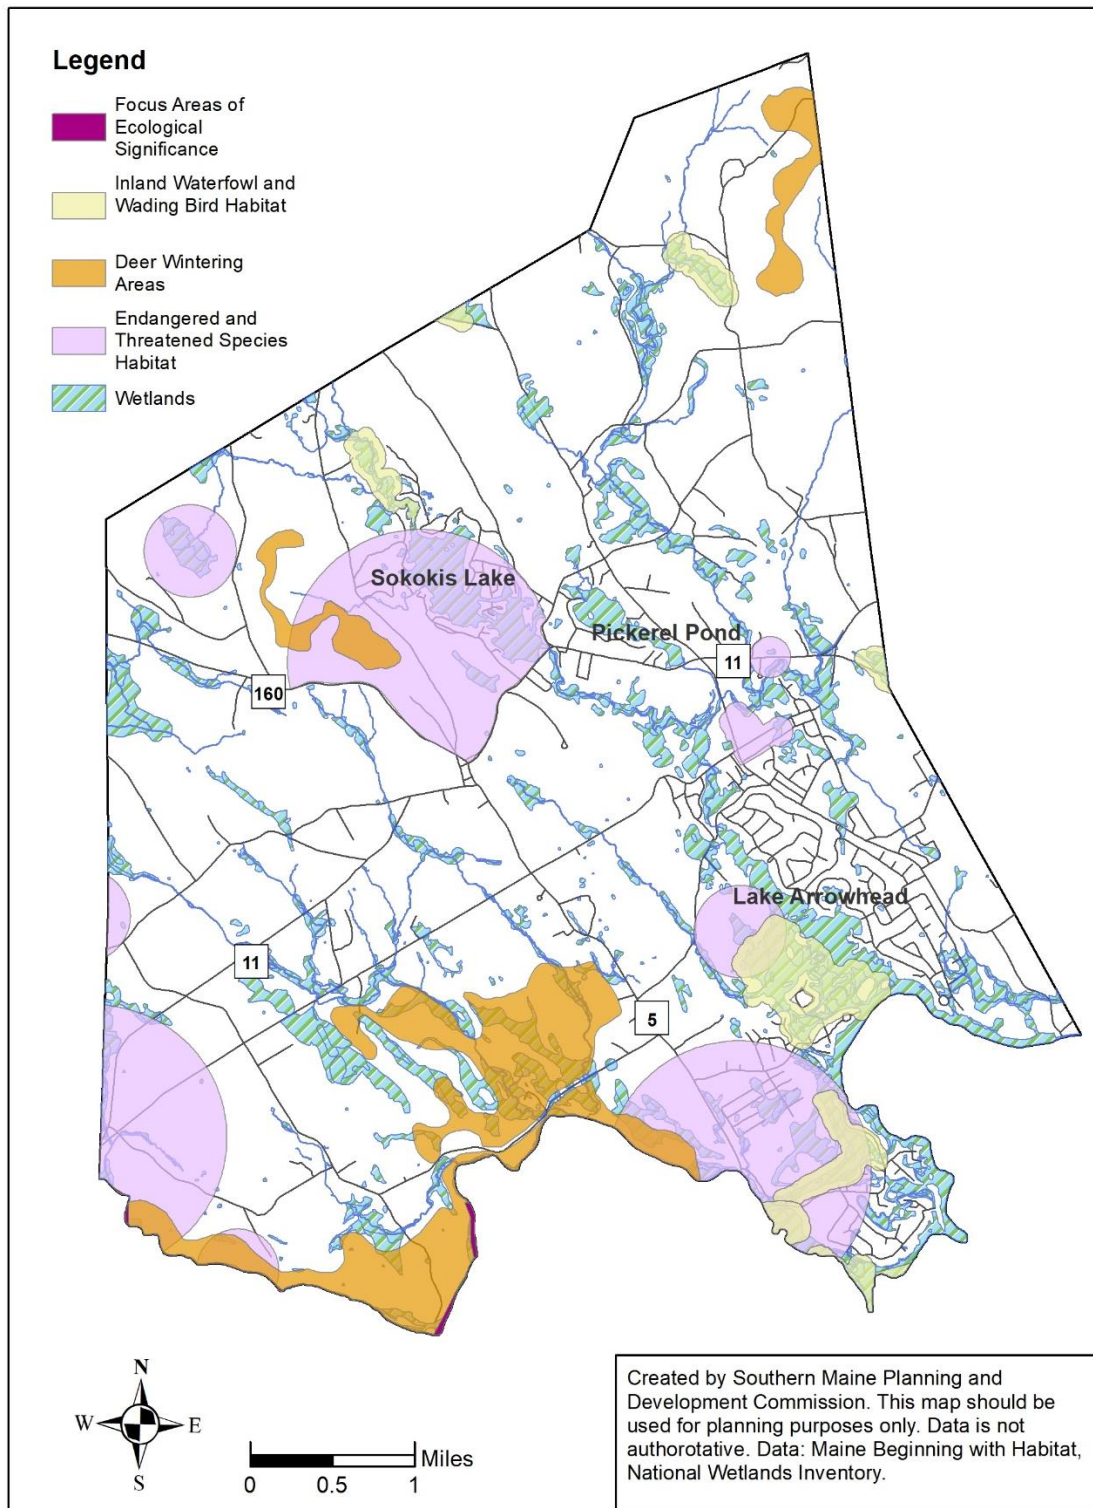 Legend
Focus Areas of
Ecological
Significance
Inland Waterfowl and
Wading Bird Habitat
Deer Wintering
Areas
Endangered and
Threatened Species
Habitat
Wetlands
Sokokis Lake
Pickerel Pond
11
160
Lake Arrowhead
11
5
N
W
E
S
Miles
0
0.5
1
Created by Southern Maine Planning and
Development Commission. This map should be
used for planning purposes only. Data is not
authorotative. Data: Maine Beginning with Habitat,
National Wetlands Inventory.